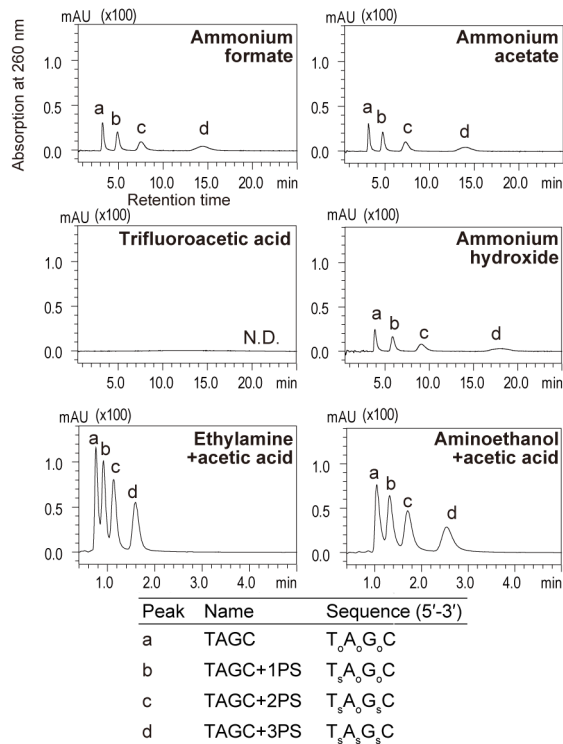 mAU (x100)
Ammonium
formate
Absorption at 260 nm
1.0
0.5
0.0
a
b
c
d
5.0 10.0 15.0 20.0 min
Retention time
mAU (x100)
Ammonium
acetate
1.0
0.5
0.0
a
b
c
d
5.0 10.0 15.0 20.0 min
mAU (x100)
Trifluoroacetic acid
1.0
0.5
0.0
N.D.
5.0 10.0 15.0 20.0 min
mAU (x100)
Ammonium
hydroxide
1.0
0.5
0.0
a
b
c
d
5.0 10.0 15.0 20.0 min
mAU (x100)
Ethylamine
+acetic acid
1.0
0.5
0.0
a
b
c
d
1.0 2.0 3.0 4.0 min
mAU (x100)
Aminoethanol
+acetic acid
1.0
0.5
0.0
a
b
c
d
1.0 2.0 3.0 4.0 min
Peak Name Sequence (5′-3′)
a TAGC TₒAₒGₒC
b TAGC+1PS TₛAₒGₒC
c TAGC+2PS TₛAₒGₛC
d TAGC+3PS TₛAₛGₛC